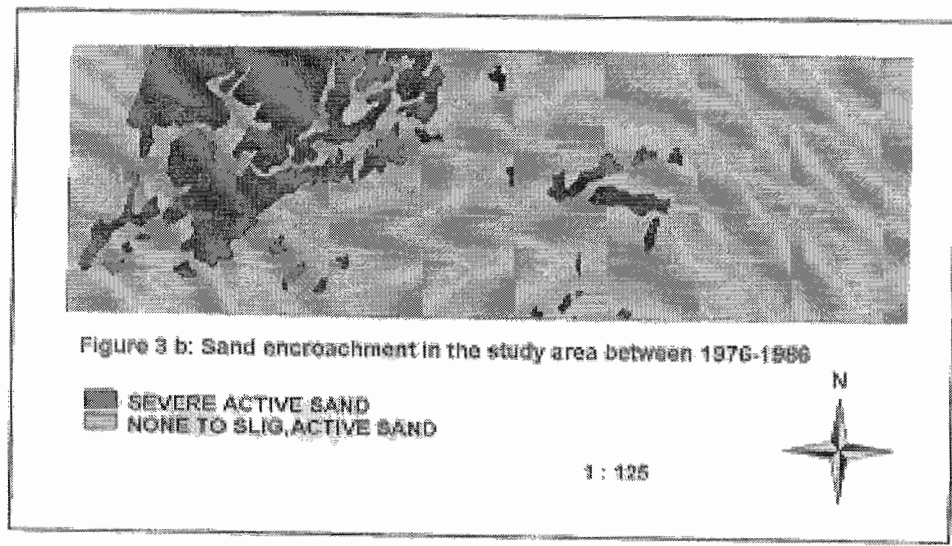 Figure 3 b: Sand encroachment in the study area between 1976-1986
N
SEVERE ACTIVE SAND
NONE TO SLIG,ACTIVE SAND
1 : 125